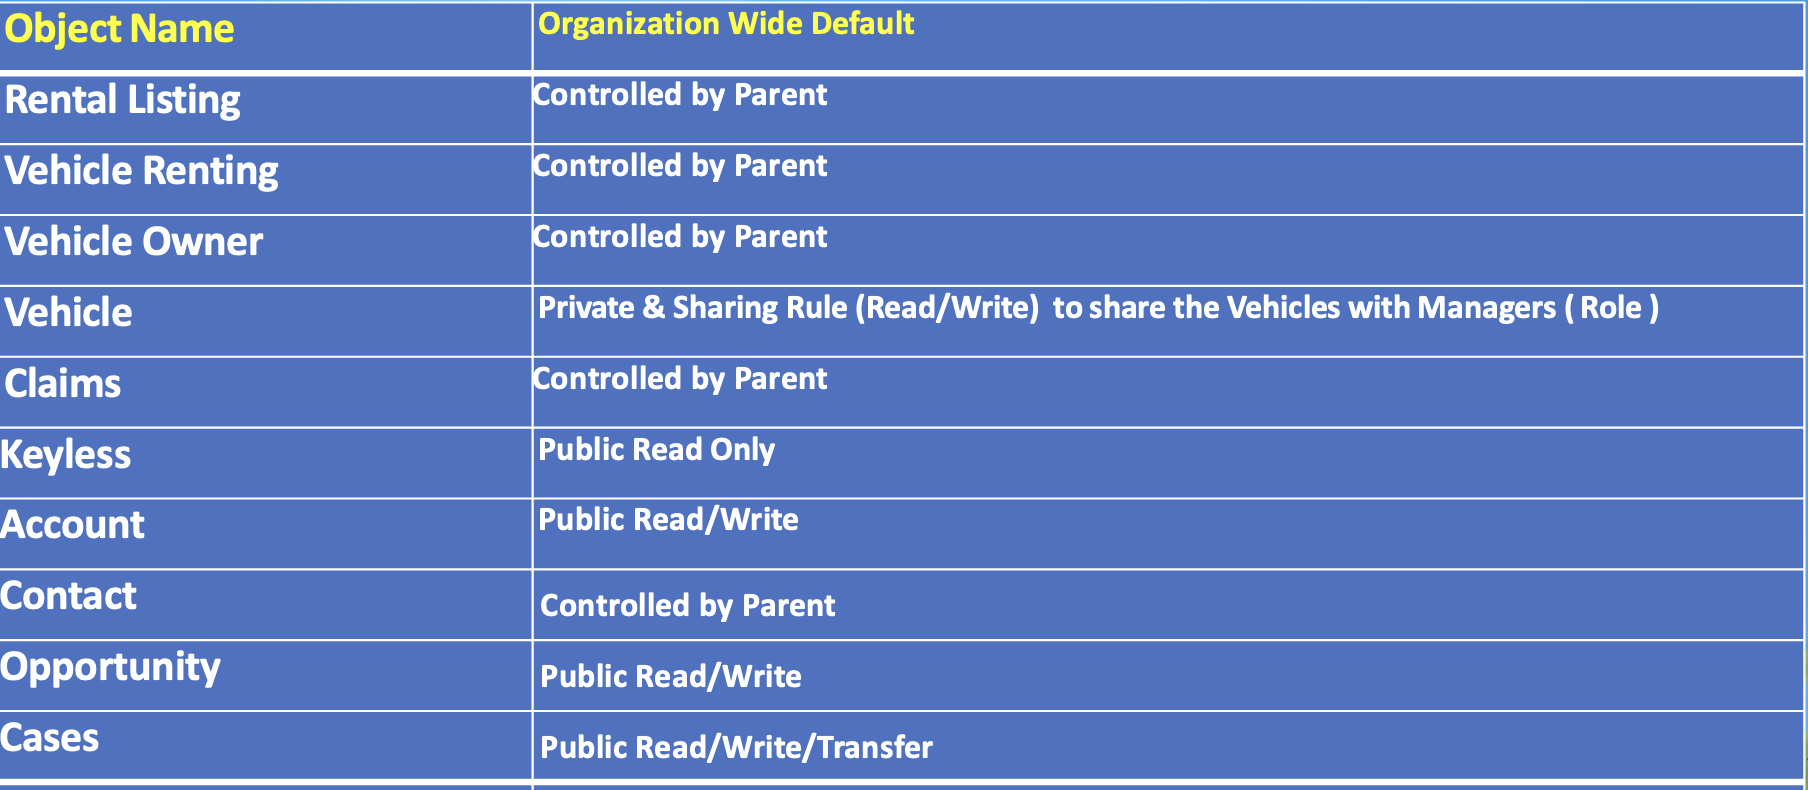 Object Name Organization Wide Default
Rental Listing Controlled by Parent
Vehicle Renting Controlled by Parent
Vehicle Owner Controlled by Parent
Vehicle Private & Sharing Rule (Read/Write) to share the Vehicles with Managers ( Role )
Claims Controlled by Parent
Keyless Public Read Only
Account Public Read/Write
Contact Controlled by Parent
Opportunity Public Read/Write
Cases Public Read/Write/Transfer